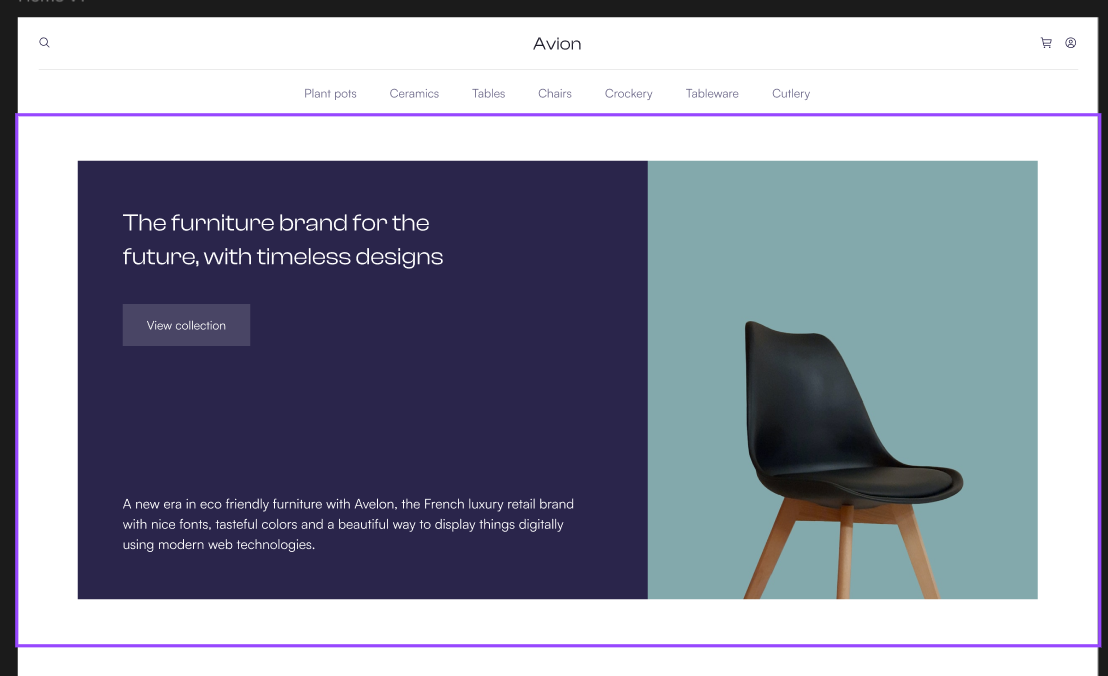 Avion
Plant pots Ceramics Tables Chairs Crockery Tableware Cutlery
The furniture brand for the
future, with timeless designs
View collection
A new era in eco friendly furniture with Avelon, the French luxury retail brand
with nice fonts, tasteful colors and a beautiful way to display things digitally
using modern web technologies.